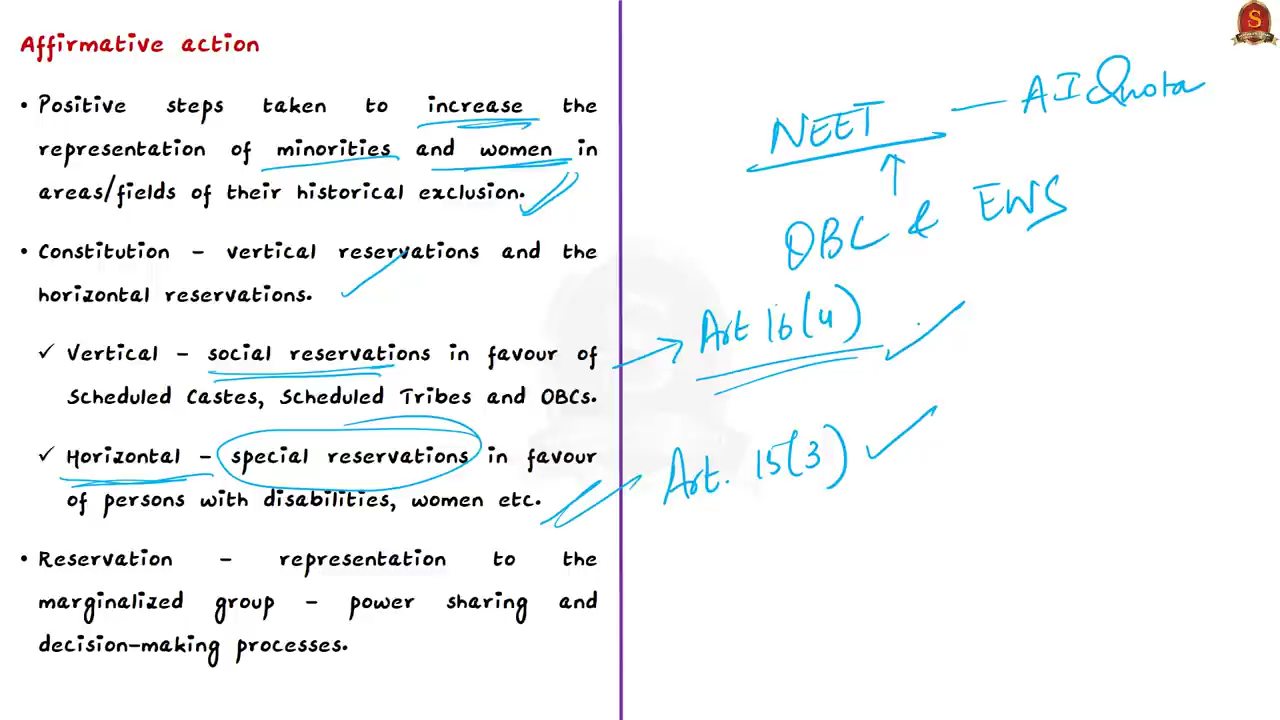 Affirmative action
• Positive steps taken to increase the
representation of minorities and women in
areas/fields of their historical exclusion.
• Constitution - vertical reservations and the
horizontal reservations.
✓ Vertical - social reservations in favour of
Scheduled Castes, Scheduled Tribes and OBCs.
✓ Horizontal - special reservations in favour
of persons with disabilities, women etc.
• Reservation - representation to the
marginalized group - power sharing and
decision-making processes.
NEET — AI Quota
OBC & EWS
Art 16(4)
Art. 15(3)
S